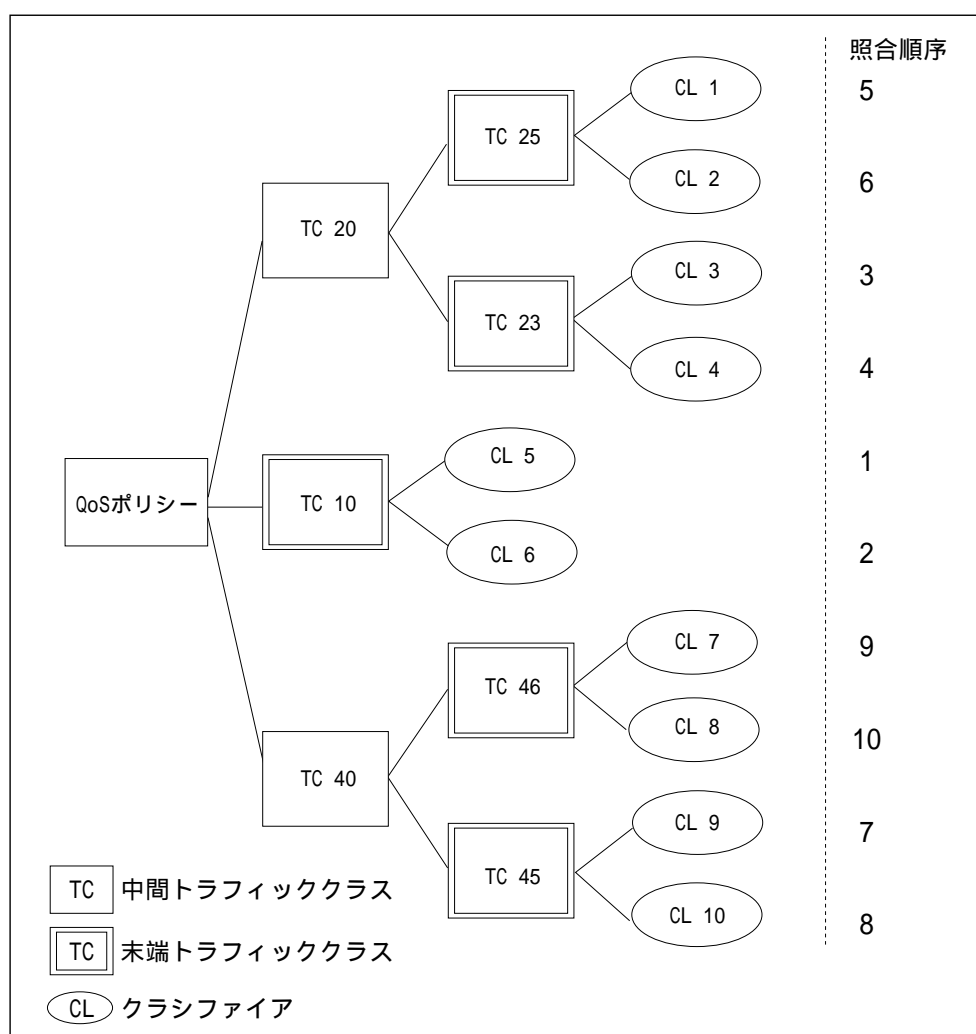 照合順序
CL 1
5
TC 25
CL 2
6
TC 20
CL 3
3
TC 23
CL 4
4
CL 5
1
QoSポリシー
TC 10
CL 6
2
CL 7
9
TC 46
CL 8
10
TC 40
CL 9
7
TC 45
CL 10
8
TC 中間トラフィッククラス
TC 末端トラフィッククラス
CL クラシファイア